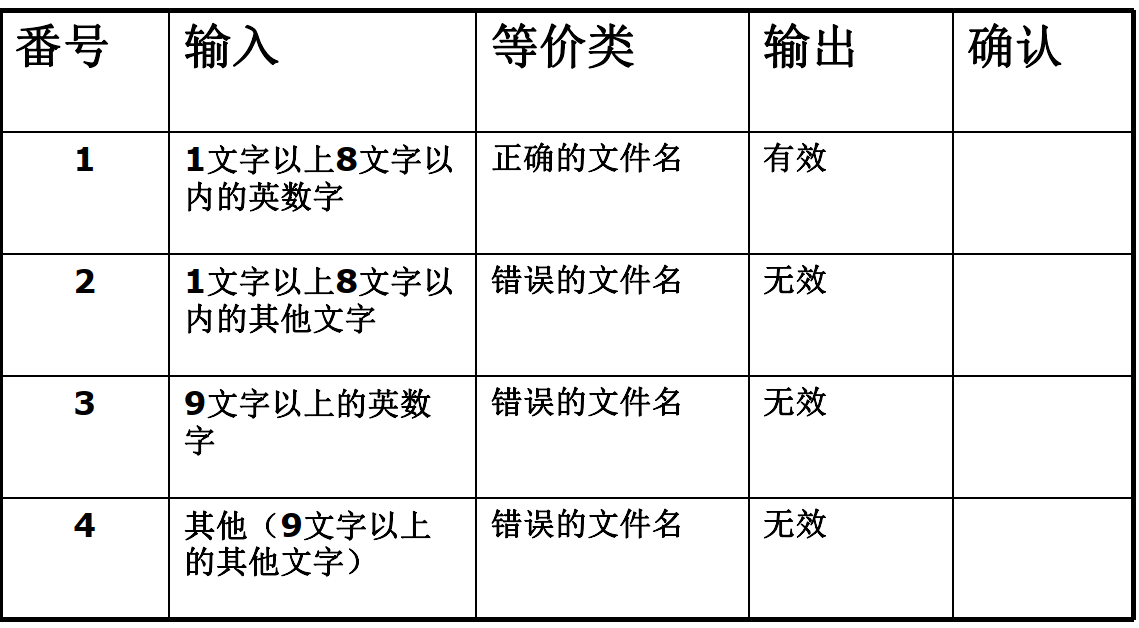 番号 输入 等价类 输出 确认
1 1文字以上8文字以 正确的文件名 有效
内的英数字
2 1文字以上8文字以 错误的文件名 无效
内的其他文字
3 9文字以上的英数 错误的文件名 无效
字
4 其他（9文字以上 错误的文件名 无效
的其他文字）